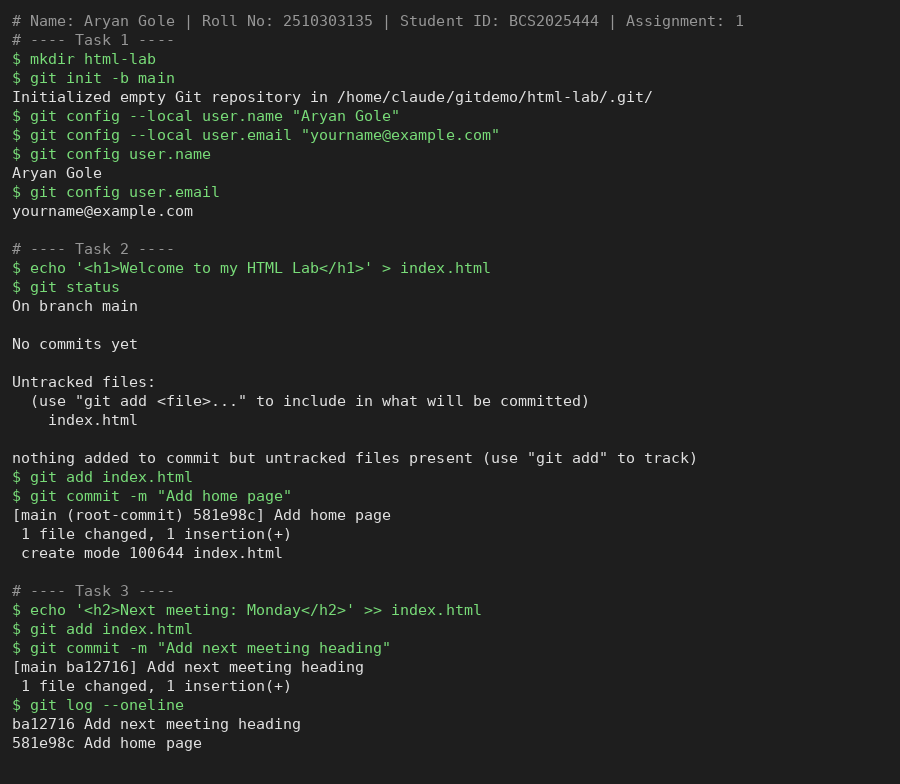 # Name: Aryan Gole | Roll No: 2510303135 | Student ID: BCS2025444 | Assignment: 1
# ---- Task 1 ----
$ mkdir html-lab
$ git init -b main
Initialized empty Git repository in /home/claude/gitdemo/html-lab/.git/
$ git config --local user.name "Aryan Gole"
$ git config --local user.email "yourname@example.com"
$ git config user.name
Aryan Gole
$ git config user.email
yourname@example.com

# ---- Task 2 ----
$ echo '<h1>Welcome to my HTML Lab</h1>' > index.html
$ git status
On branch main

No commits yet

Untracked files:
  (use "git add <file>..." to include in what will be committed)
    index.html

nothing added to commit but untracked files present (use "git add" to track)
$ git add index.html
$ git commit -m "Add home page"
[main (root-commit) 581e98c] Add home page
 1 file changed, 1 insertion(+)
 create mode 100644 index.html

# ---- Task 3 ----
$ echo '<h2>Next meeting: Monday</h2>' >> index.html
$ git add index.html
$ git commit -m "Add next meeting heading"
[main ba12716] Add next meeting heading
 1 file changed, 1 insertion(+)
$ git log --oneline
ba12716 Add next meeting heading
581e98c Add home page